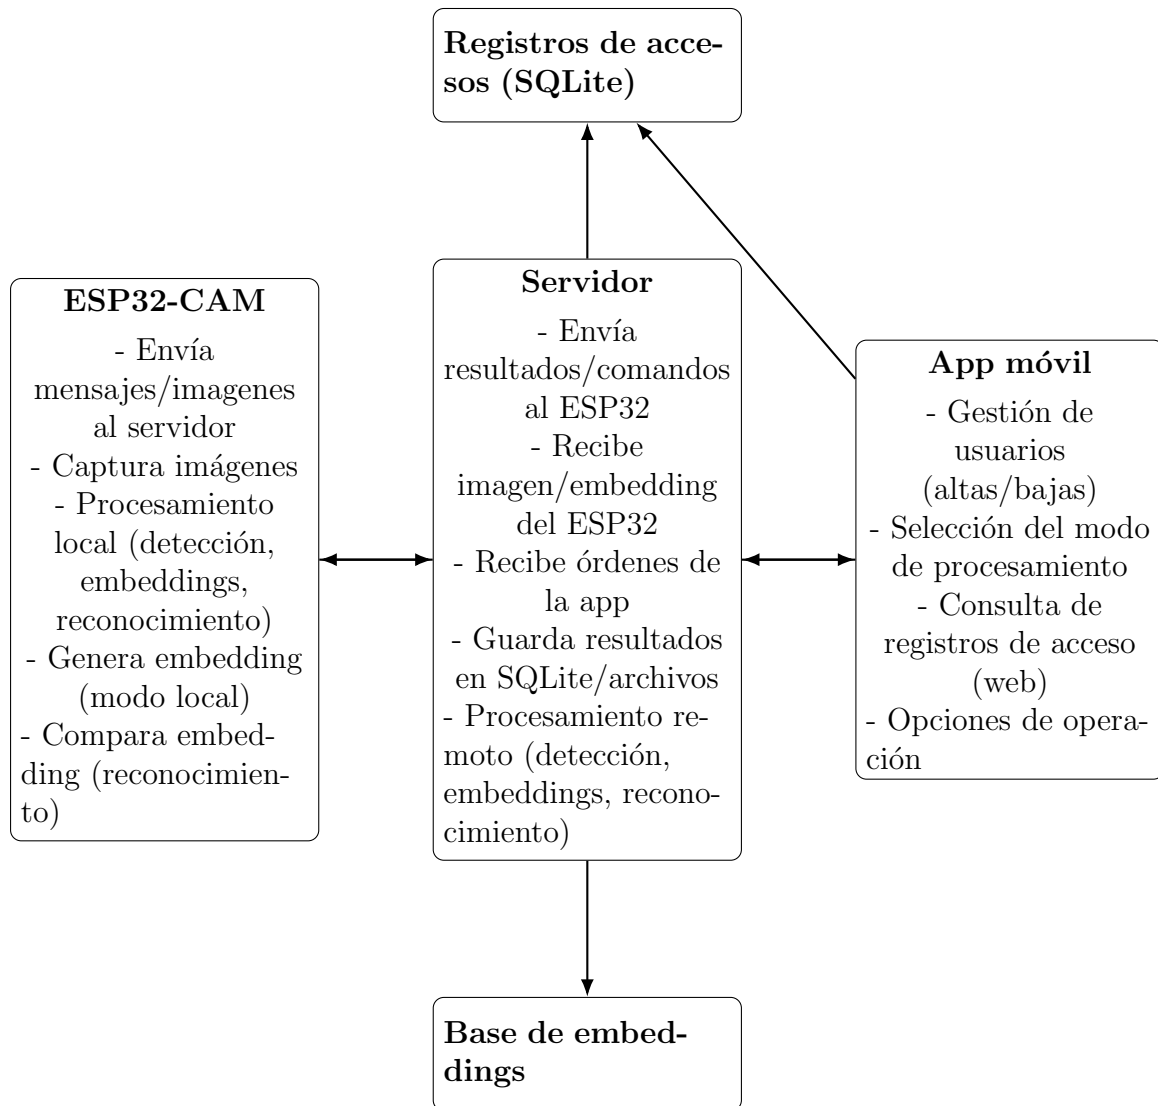 Registros de acce-
sos (SQLite)
ESP32-CAM
- Envía
mensajes/imagenes
al servidor
- Captura imágenes
- Procesamiento
local (detección,
embeddings,
reconocimiento)
- Genera embedding
(modo local)
- Compara embed-
ding (reconocimien-
to)
Servidor
- Envía
resultados/comandos
al ESP32
- Recibe
imagen/embedding
del ESP32
- Recibe órdenes de
la app
- Guarda resultados
en SQLite/archivos
- Procesamiento re-
moto (detección,
embeddings, recono-
cimiento)
App móvil
- Gestión de
usuarios
(altas/bajas)
- Selección del modo
de procesamiento
- Consulta de
registros de acceso
(web)
- Opciones de opera-
ción
Base de embed-
dings